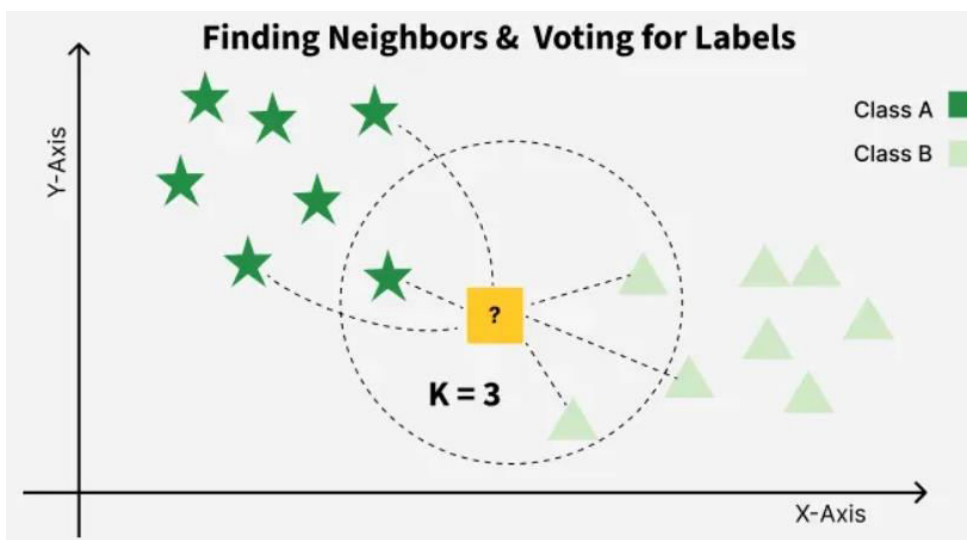 Finding Neighbors & Voting for Labels
Class A
Class B
Y-Axis
?
K = 3
X-Axis